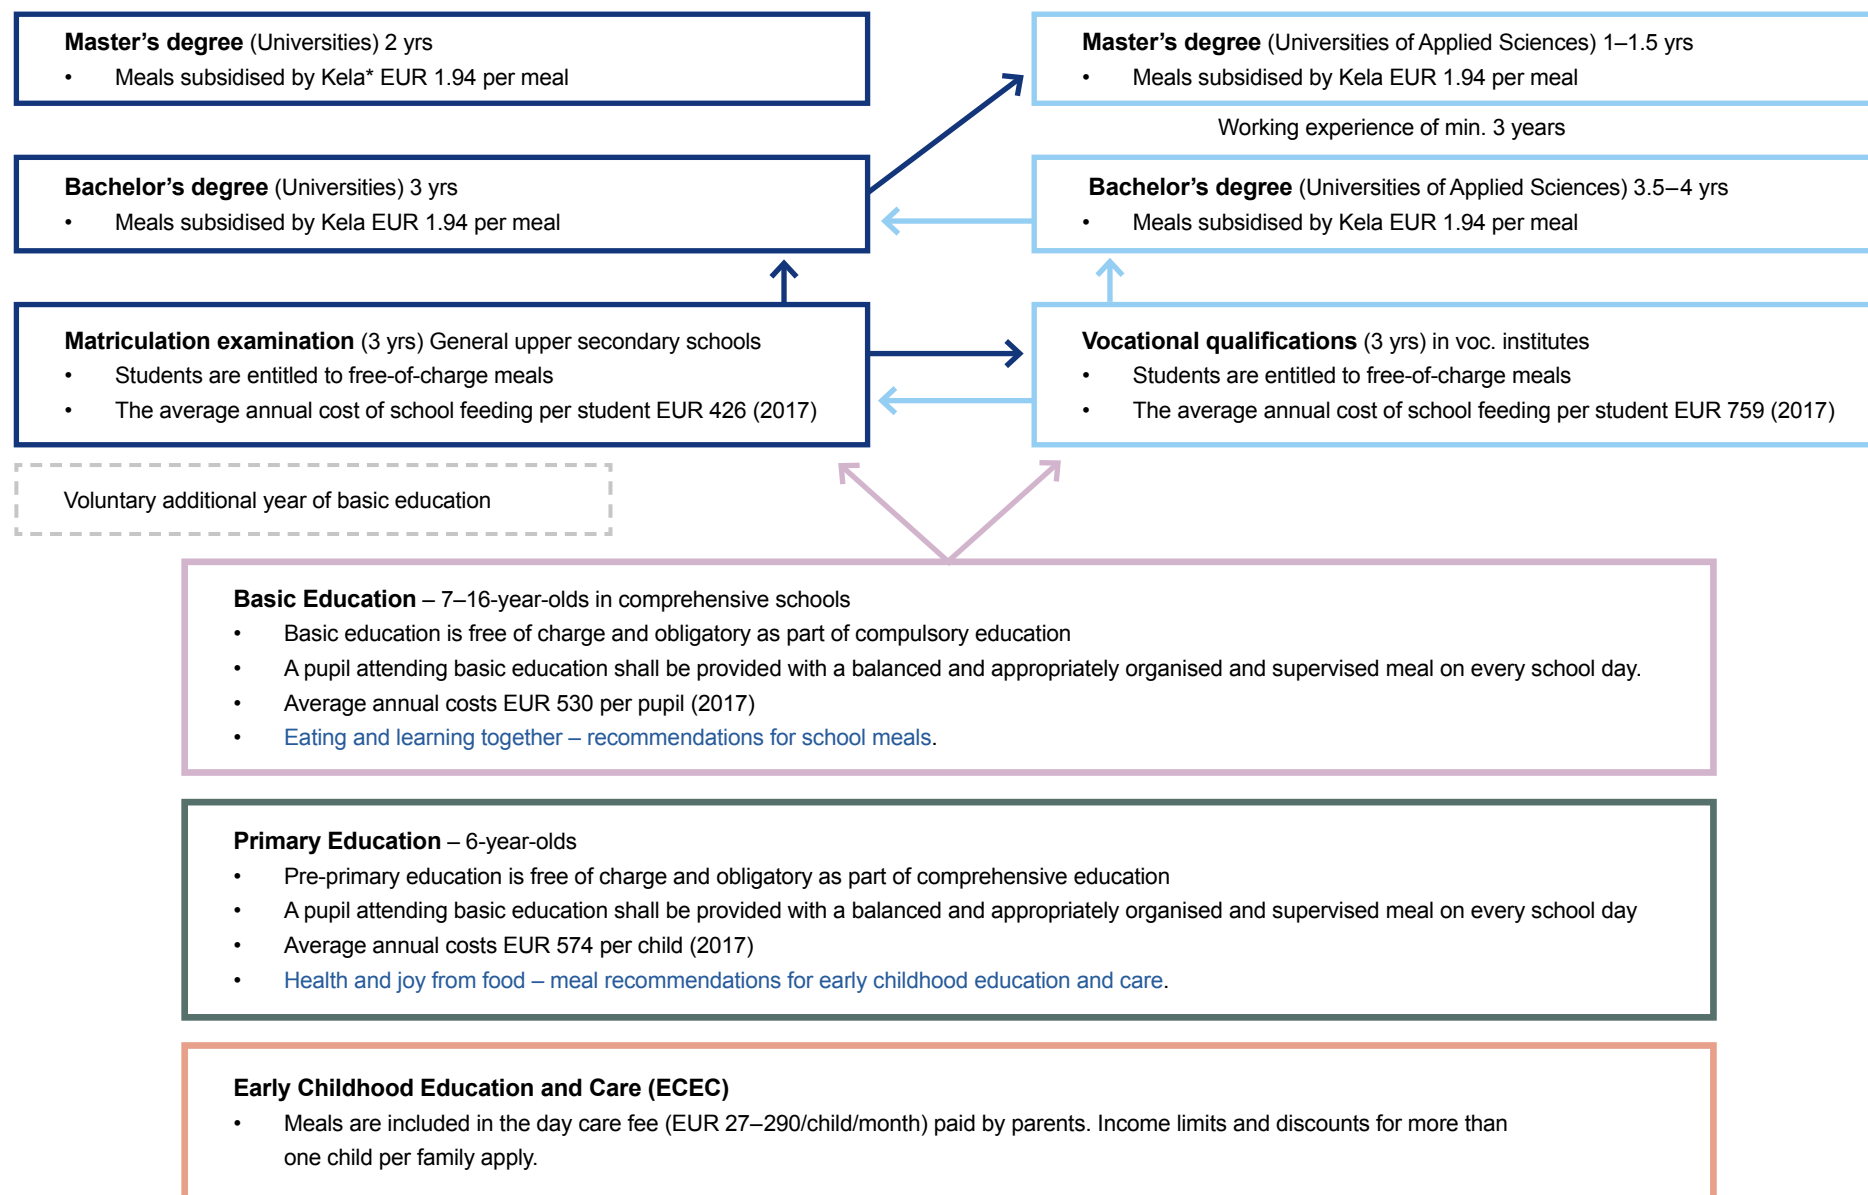 Master's degree (Universities) 2 yrs
• Meals subsidised by Kela* EUR 1.94 per meal
Master's degree (Universities of Applied Sciences) 1–1.5 yrs
• Meals subsidised by Kela EUR 1.94 per meal
Working experience of min. 3 years
Bachelor's degree (Universities) 3 yrs
• Meals subsidised by Kela EUR 1.94 per meal
Bachelor's degree (Universities of Applied Sciences) 3.5–4 yrs
• Meals subsidised by Kela EUR 1.94 per meal
Matriculation examination (3 yrs) General upper secondary schools
• Students are entitled to free-of-charge meals
• The average annual cost of school feeding per student EUR 426 (2017)
Vocational qualifications (3 yrs) in voc. institutes
• Students are entitled to free-of-charge meals
• The average annual cost of school feeding per student EUR 759 (2017)
Voluntary additional year of basic education
Basic Education – 7–16-year-olds in comprehensive schools
• Basic education is free of charge and obligatory as part of compulsory education
• A pupil attending basic education shall be provided with a balanced and appropriately organised and supervised meal on every school day.
• Average annual costs EUR 530 per pupil (2017)
• Eating and learning together – recommendations for school meals.
Primary Education – 6-year-olds
• Pre-primary education is free of charge and obligatory as part of comprehensive education
• A pupil attending basic education shall be provided with a balanced and appropriately organised and supervised meal on every school day
• Average annual costs EUR 574 per child (2017)
• Health and joy from food – meal recommendations for early childhood education and care.
Early Childhood Education and Care (ECEC)
• Meals are included in the day care fee (EUR 27–290/child/month) paid by parents. Income limits and discounts for more than
one child per family apply.